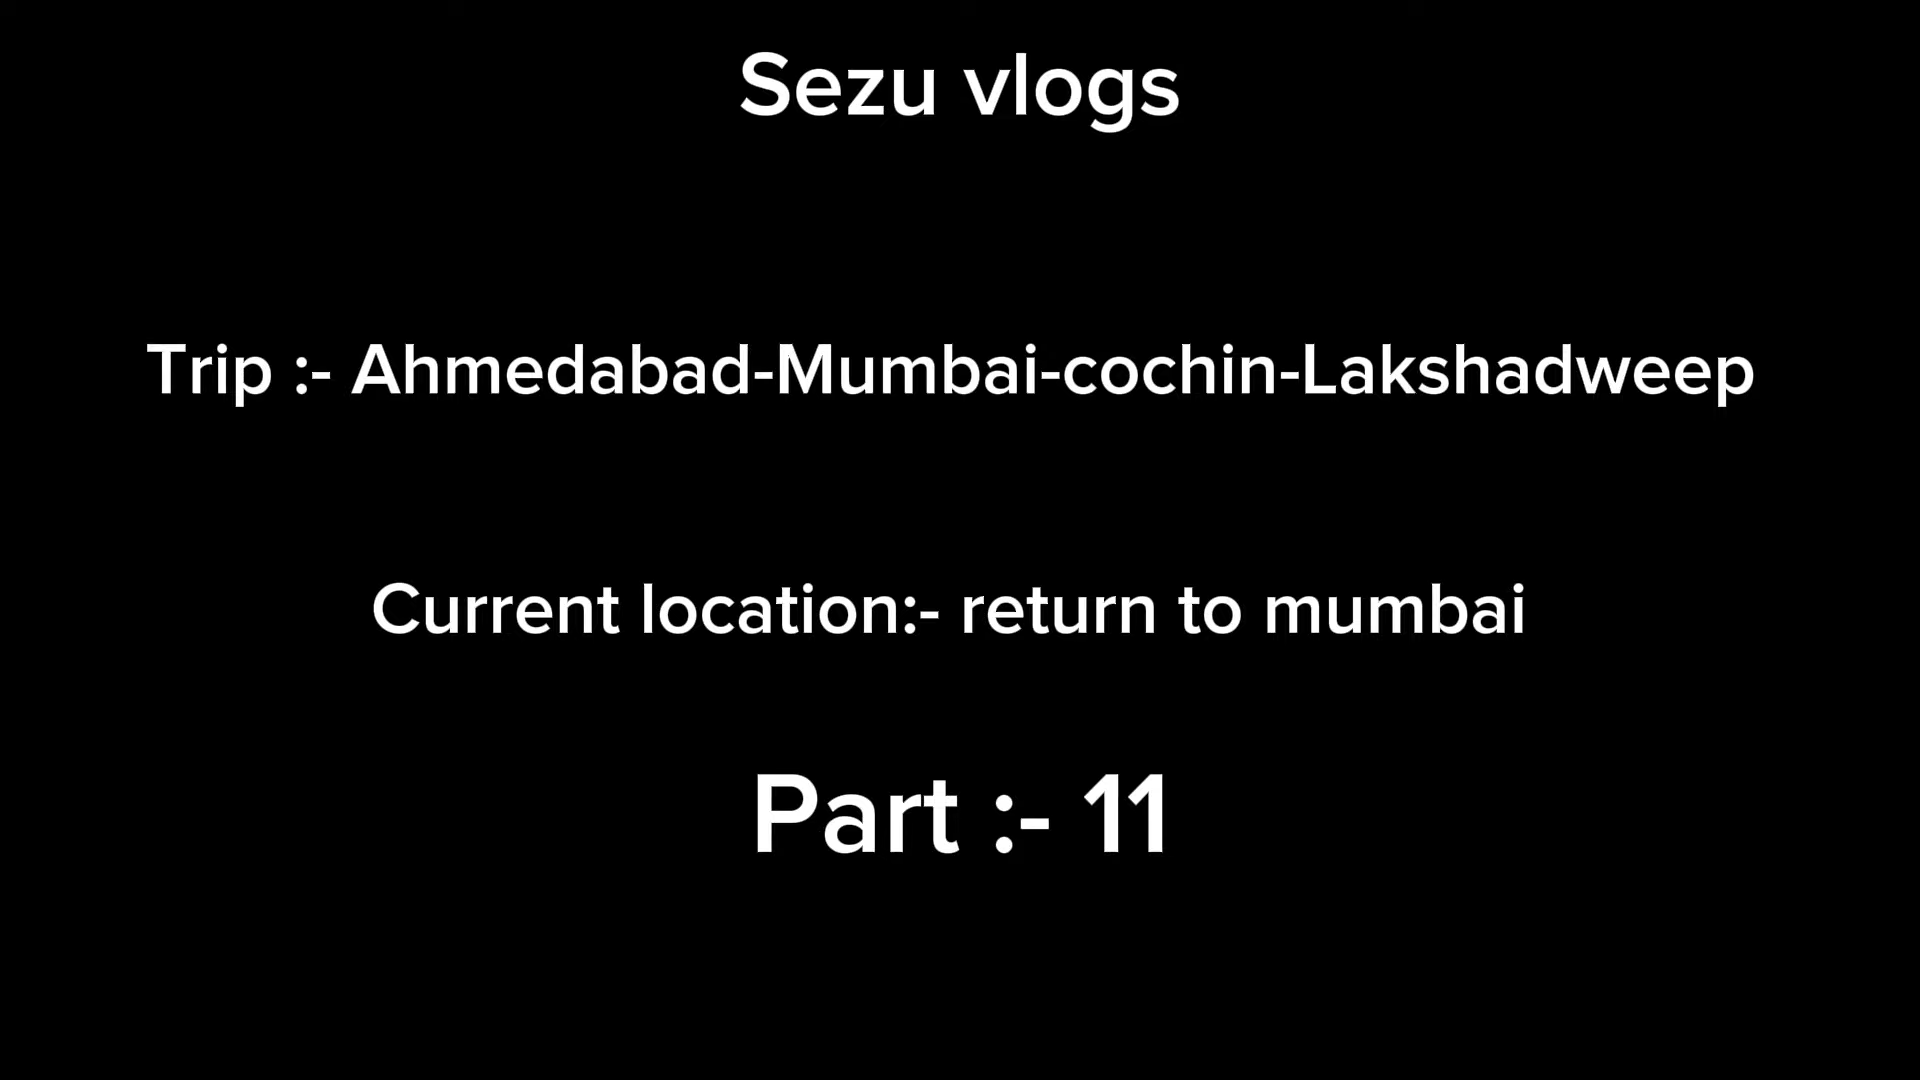 Sezu vlogs
Trip :- Ahmedabad-Mumbai-cochin-Lakshadweep
Current location:- return to mumbai
Part :- 11